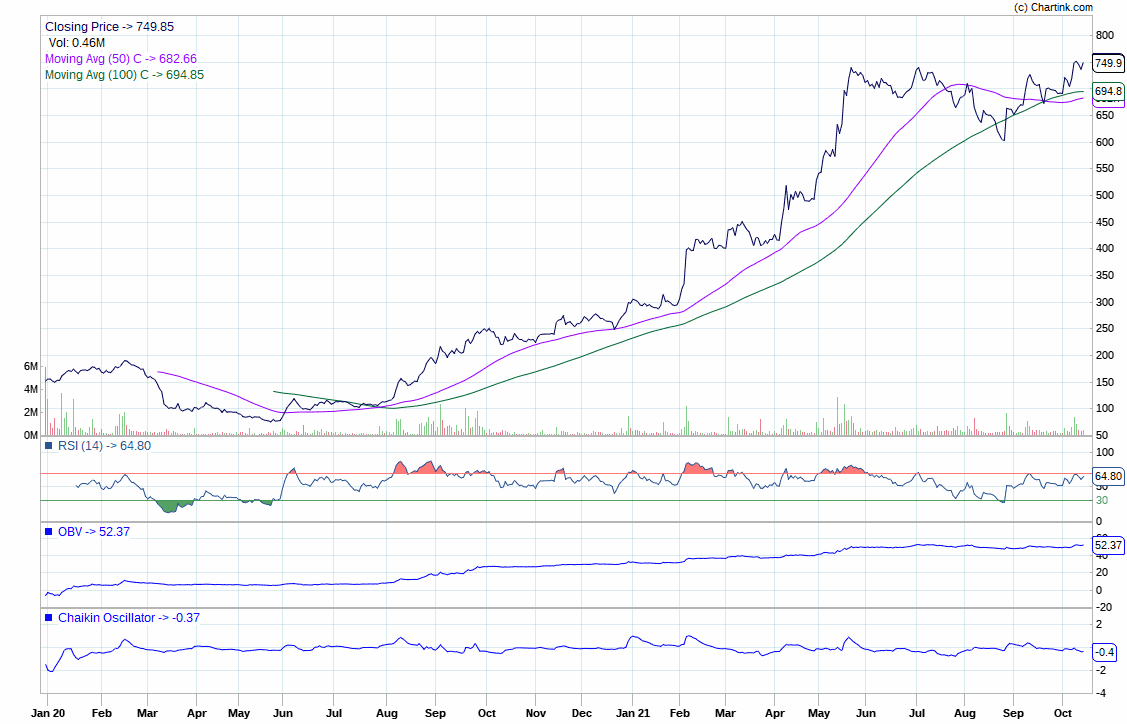 (c) Chartink.com
Closing Price -> 749.85
Vol: 0.46M
Moving Avg (50) C -> 682.66
Moving Avg (100) C -> 694.85
800
749.9
694.8
650
600
550
500
450
400
350
300
250
200
150
100
50
6M
4M
2M
0M
RSI (14) -> 64.80
100
64.80
50
30
0
OBV -> 52.37
52.37
40
20
0
-20
Chaikin Oscillator -> -0.37
2
-0.4
-2
-4
Jan 20 Feb Mar Apr May Jun Jul Aug Sep Oct Nov Dec Jan 21 Feb Mar Apr May Jun Jul Aug Sep Oct